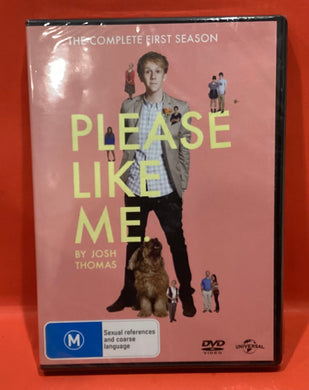 THE COMPLETE FIRST SEASON
PLEASE
LIKE
ME.
BY JOSH
THOMAS
M
Sexual references
and coarse
language
DVD
VIDEO
UNIVERSAL